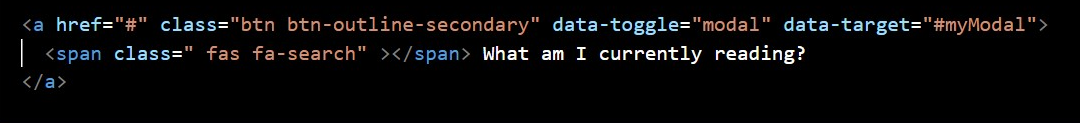 <a href="#" class="btn btn-outline-secondary" data-toggle="modal" data-target="#myModal">
<span class=" fas fa-search" ></span> What am I currently reading?
</a>